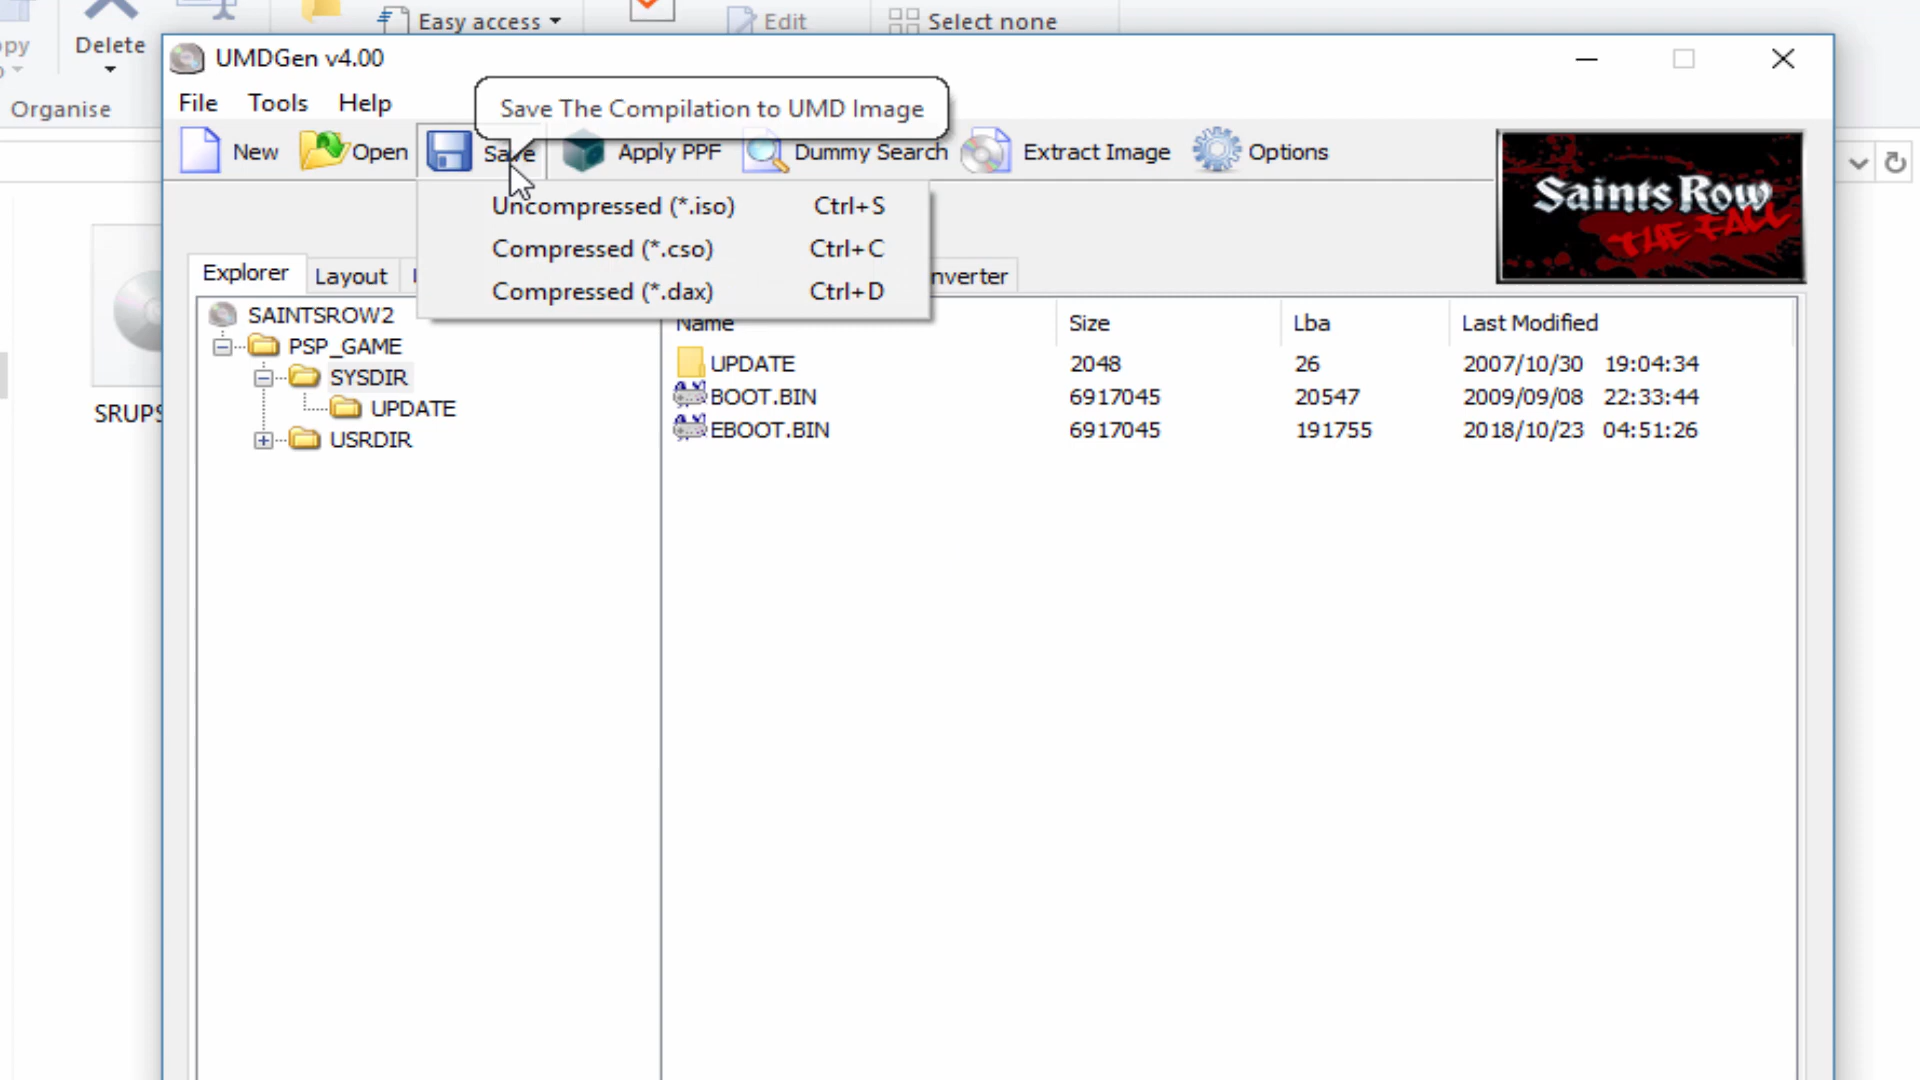 Easy access
Edit
Select none
Delete
Organise
UMDGen v4.00
File Tools Help
Save The Compilation to UMD Image
New Open Save Apply PPF Dummy Search Extract Image Options
Saints Row
THE FALL
Uncompressed (*.iso) Ctrl+S
Compressed (*.cso) Ctrl+C
Compressed (*.dax) Ctrl+D
Explorer Layout
nverter
SAINTSROW2
PSP_GAME
SYSDIR
UPDATE
USRDIR
Name Size Lba Last Modified
UPDATE 2048 26 2007/10/30 19:04:34
BOOT.BIN 6917045 20547 2009/09/08 22:33:44
EBOOT.BIN 6917045 191755 2018/10/23 04:51:26
SRUPS